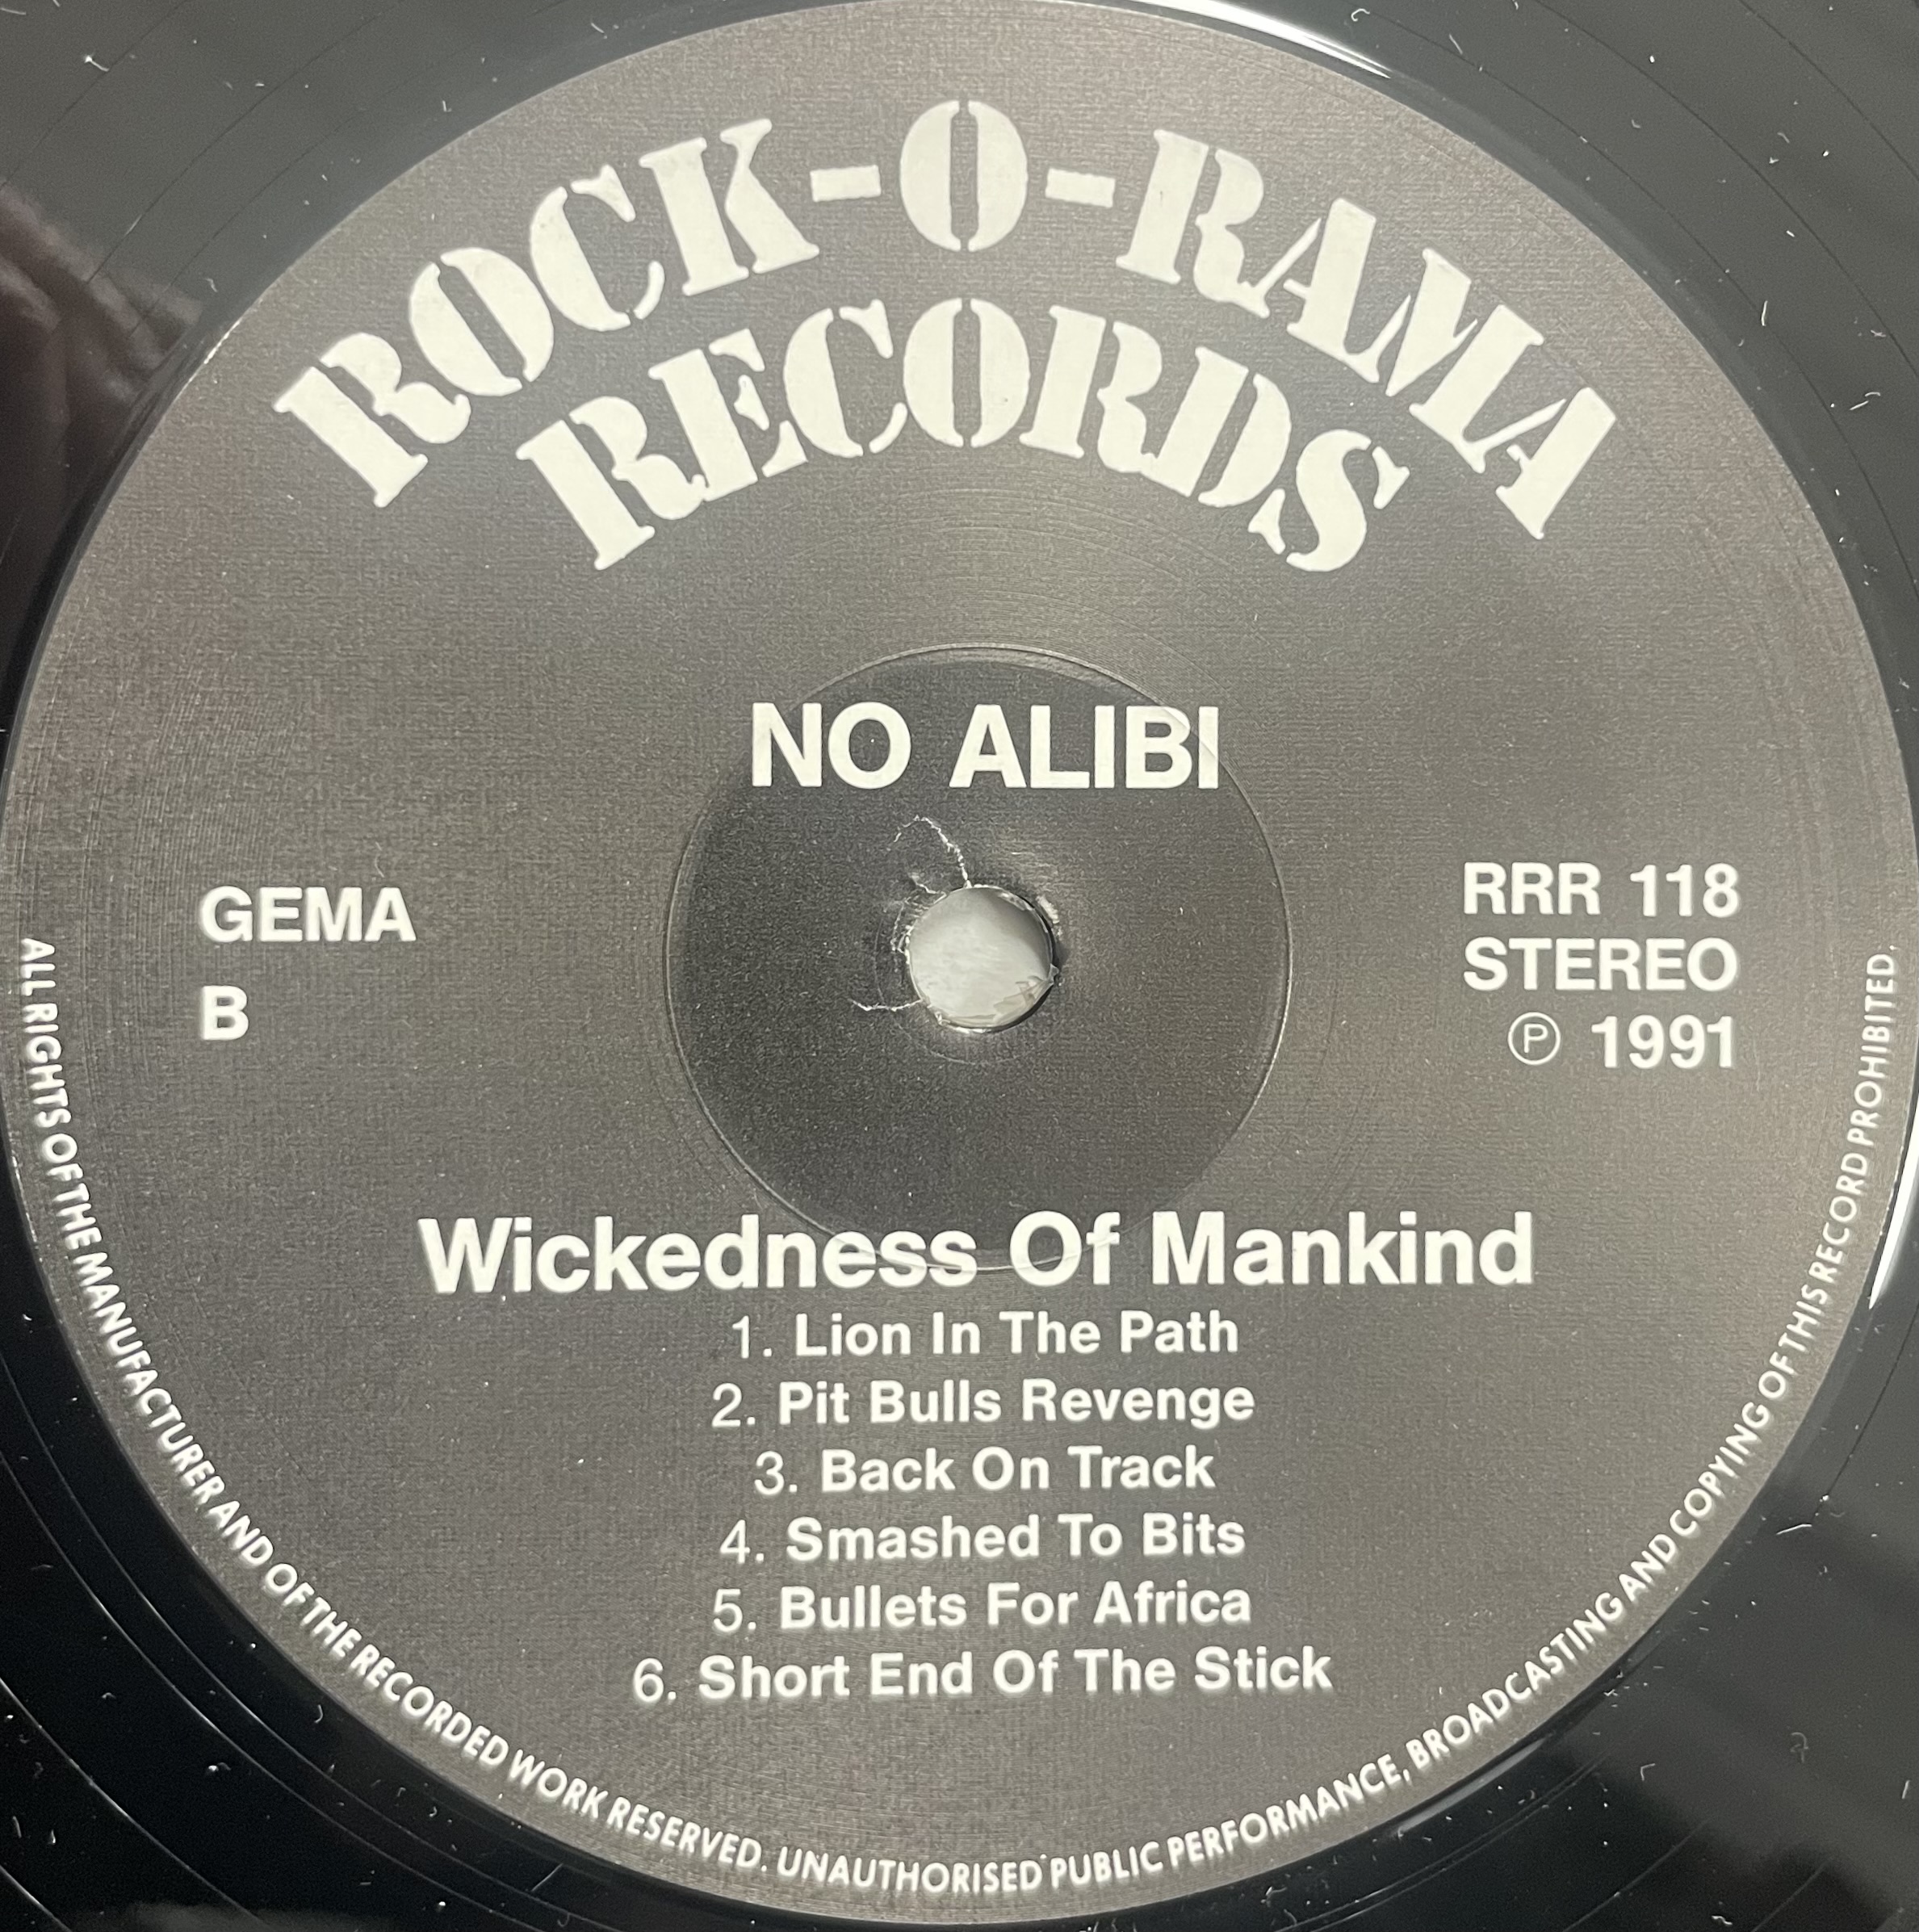 ROCK-O-RAMA
RECORDS
NO ALIBI
GEMA
B
RRR 118
STEREO
Ⓟ 1991
Wickedness Of Mankind
1. Lion In The Path
2. Pit Bulls Revenge
3. Back On Track
4. Smashed To Bits
5. Bullets For Africa
6. Short End Of The Stick
ALL RIGHTS OF THE MANUFACTURER AND OF THE RECORDED WORK RESERVED. UNAUTHORISED PUBLIC PERFORMANCE, BROADCASTING AND COPYING OF THIS RECORD PROHIBITED.